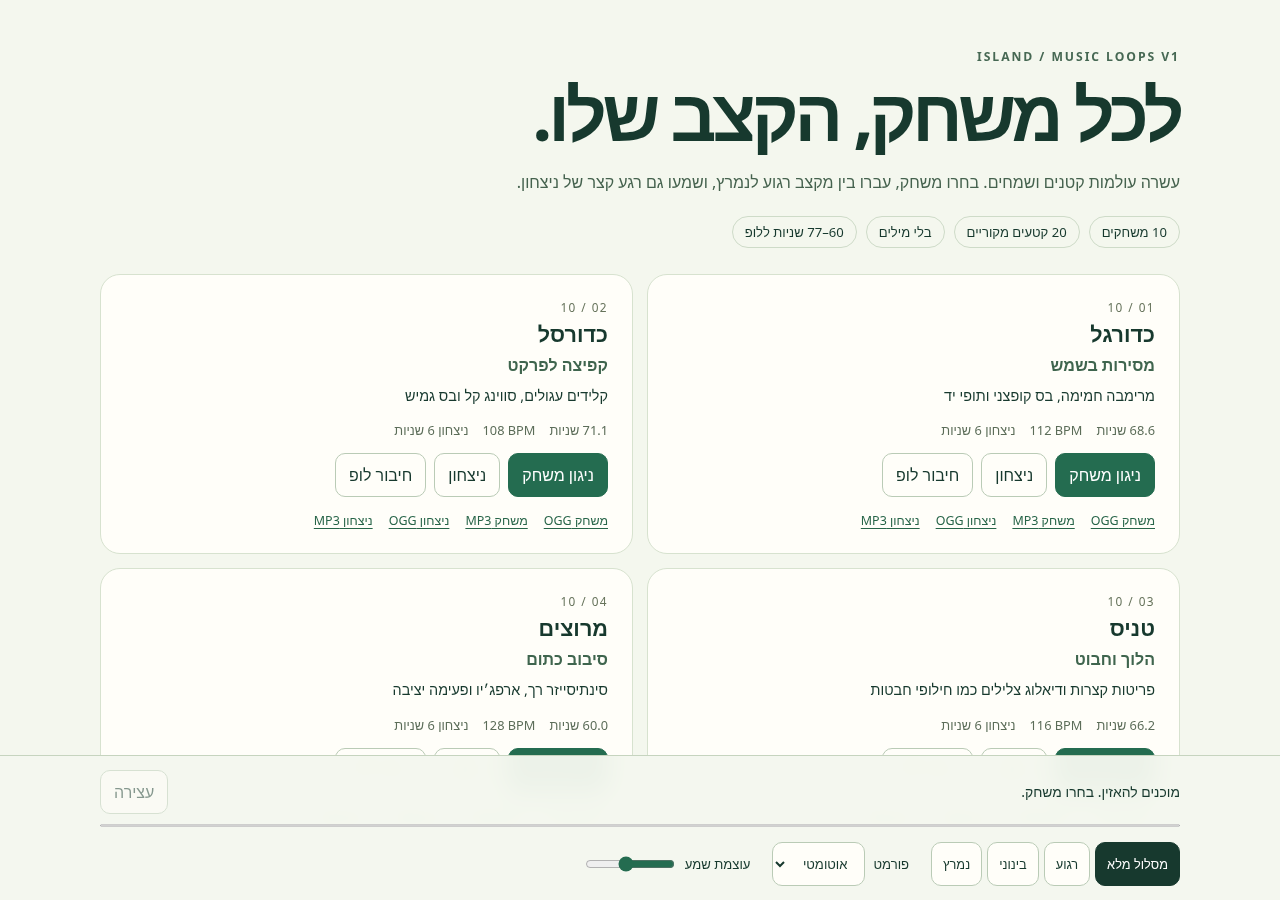 ISLAND / MUSIC LOOPS V1
לכל משחק, הקצב שלו.
עשרה עולמות קטנים ושמחים. בחרו משחק, עברו בין מקצב רגוע לנמרץ, ושמעו גם רגע קצר של ניצחון.
10 משחקים
20 קטעים מקוריים
בלי מילים
60–77 שניות ללופ
01 / 10
כדורגל
מסירות בשמש
מרימבה חמימה, בס קופצני ותופי יד
68.6 שניות 112 BPM ניצחון 6 שניות
ניגון משחק
ניצחון
חיבור לופ
משחק OGG משחק MP3 ניצחון OGG ניצחון MP3
02 / 10
כדורסל
קפיצה לפרקט
קלידים עגולים, סווינג קל ובס גמיש
71.1 שניות 108 BPM ניצחון 6 שניות
ניגון משחק
ניצחון
חיבור לופ
משחק OGG משחק MP3 ניצחון OGG ניצחון MP3
03 / 10
טניס
הלוך וחבוט
פריטות קצרות ודיאלוג צלילים כמו חילופי חבטות
66.2 שניות 116 BPM ניצחון 6 שניות
04 / 10
מרוצים
סיבוב כתום
סינתיסייזר רך, ארפג׳יו ופעימה יציבה
60.0 שניות 128 BPM ניצחון 6 שניות
מוכנים להאזין. בחרו משחק.
עצירה
מסלול מלא
רגוע
בינוני
נמרץ
פורמט
אוטומטי
עוצמת שמע